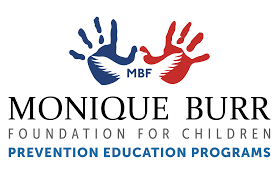 MBF
MONIQUE BURR
FOUNDATION FOR CHILDREN
PREVENTION EDUCATION PROGRAMS